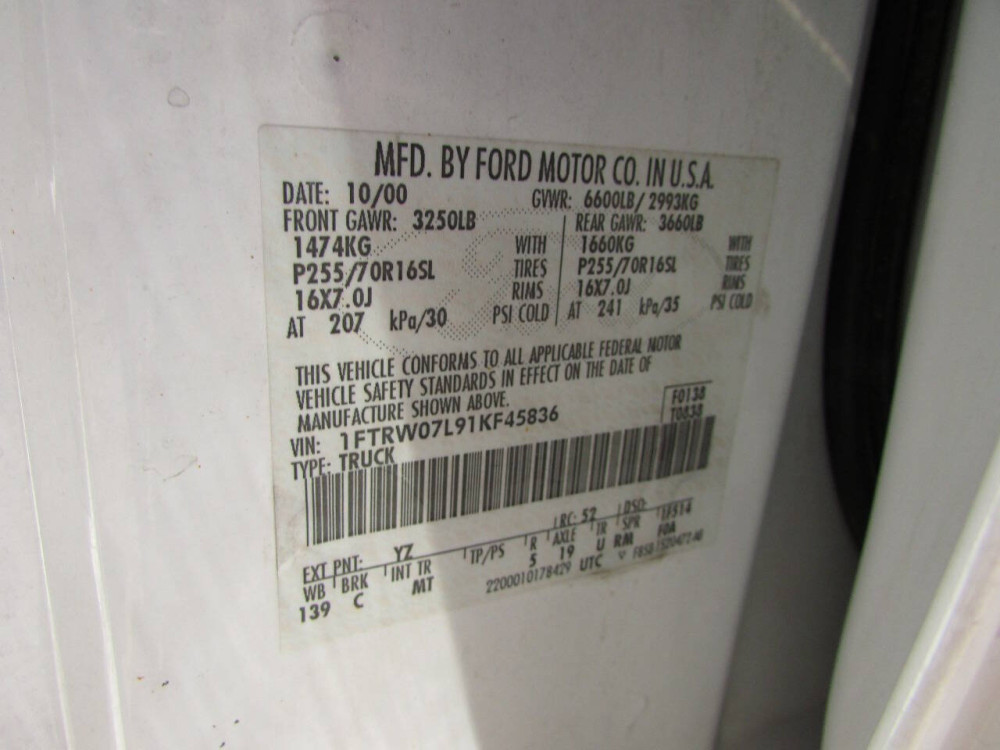 MFD. BY FORD MOTOR CO. IN U.S.A.
DATE: 10/00 GVWR: 6600LB/ 2993KG
FRONT GAWR: 3250LB REAR GAWR: 3660LB
1474KG WITH 1660KG WITH
P255/70R16SL TIRES P255/70R16SL TIRES
16X7.0J RIMS 16X7.0J RIMS
AT 207 kPa/30 PSI COLD AT 241 kPa/35 PSI COLD
THIS VEHICLE CONFORMS TO ALL APPLICABLE FEDERAL MOTOR
VEHICLE SAFETY STANDARDS IN EFFECT ON THE DATE OF
MANUFACTURE SHOWN ABOVE.
F0138
VIN: 1FTRW07L91KF45836 T0838
TYPE: TRUCK
EXT PNT: YZ RC: 52 DSO:
WB BRK INT TR TP/PS R AXLE TR SPR 1F514
139 C MT 5 19 U RM F0A
2200010178429 UTC